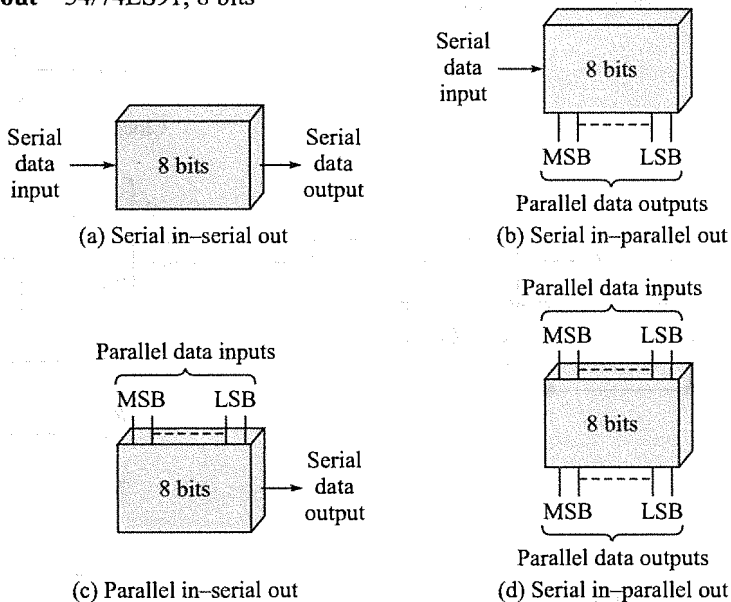 out 54/74LS91, 8 bits
Serial
data
input
8 bits
Serial
data
output
(a) Serial in–serial out
Serial
data
input
8 bits
MSB LSB
Parallel data outputs
(b) Serial in–parallel out
Parallel data inputs
MSB LSB
8 bits
Serial
data
output
(c) Parallel in–serial out
Parallel data inputs
MSB LSB
8 bits
MSB LSB
Parallel data outputs
(d) Serial in–parallel out